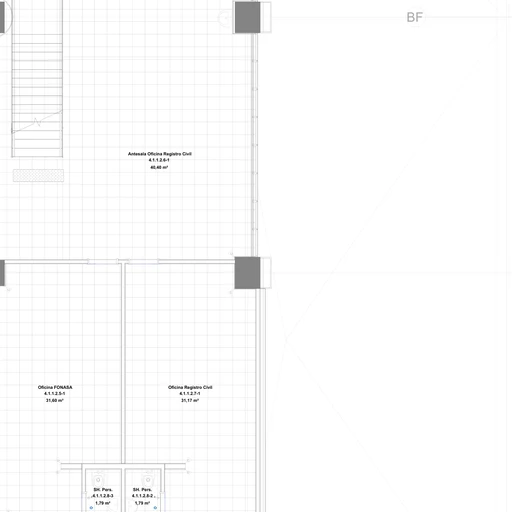 BF
Antesala Oficina Registro Civil
4.1.1.2.6-1
40,40 m²
Oficina FONASA
4.1.1.2.5-1
31,60 m²
Oficina Registro Civil
4.1.1.2.7-1
31,17 m²
SH. Pers.
4.1.1.2.8-3
1,79 m²
SH. Pers.
4.1.1.2.8-2
1,79 m²